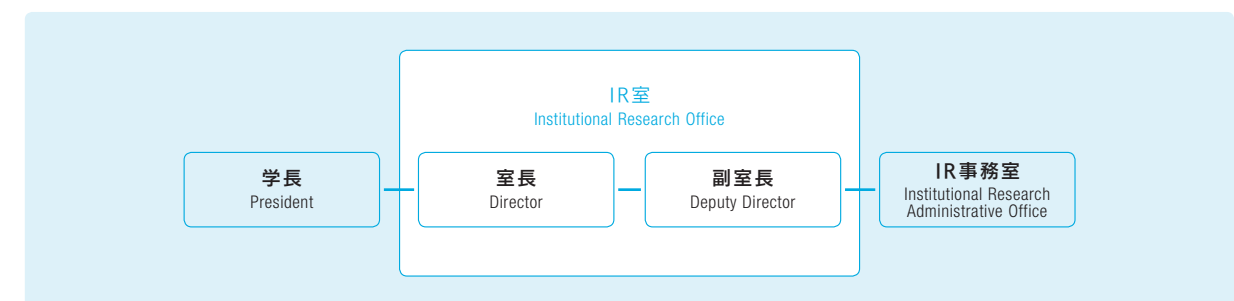 IR室
Institutional Research Office
学長
President
室長
Director
副室長
Deputy Director
IR事務室
Institutional Research
Administrative Office